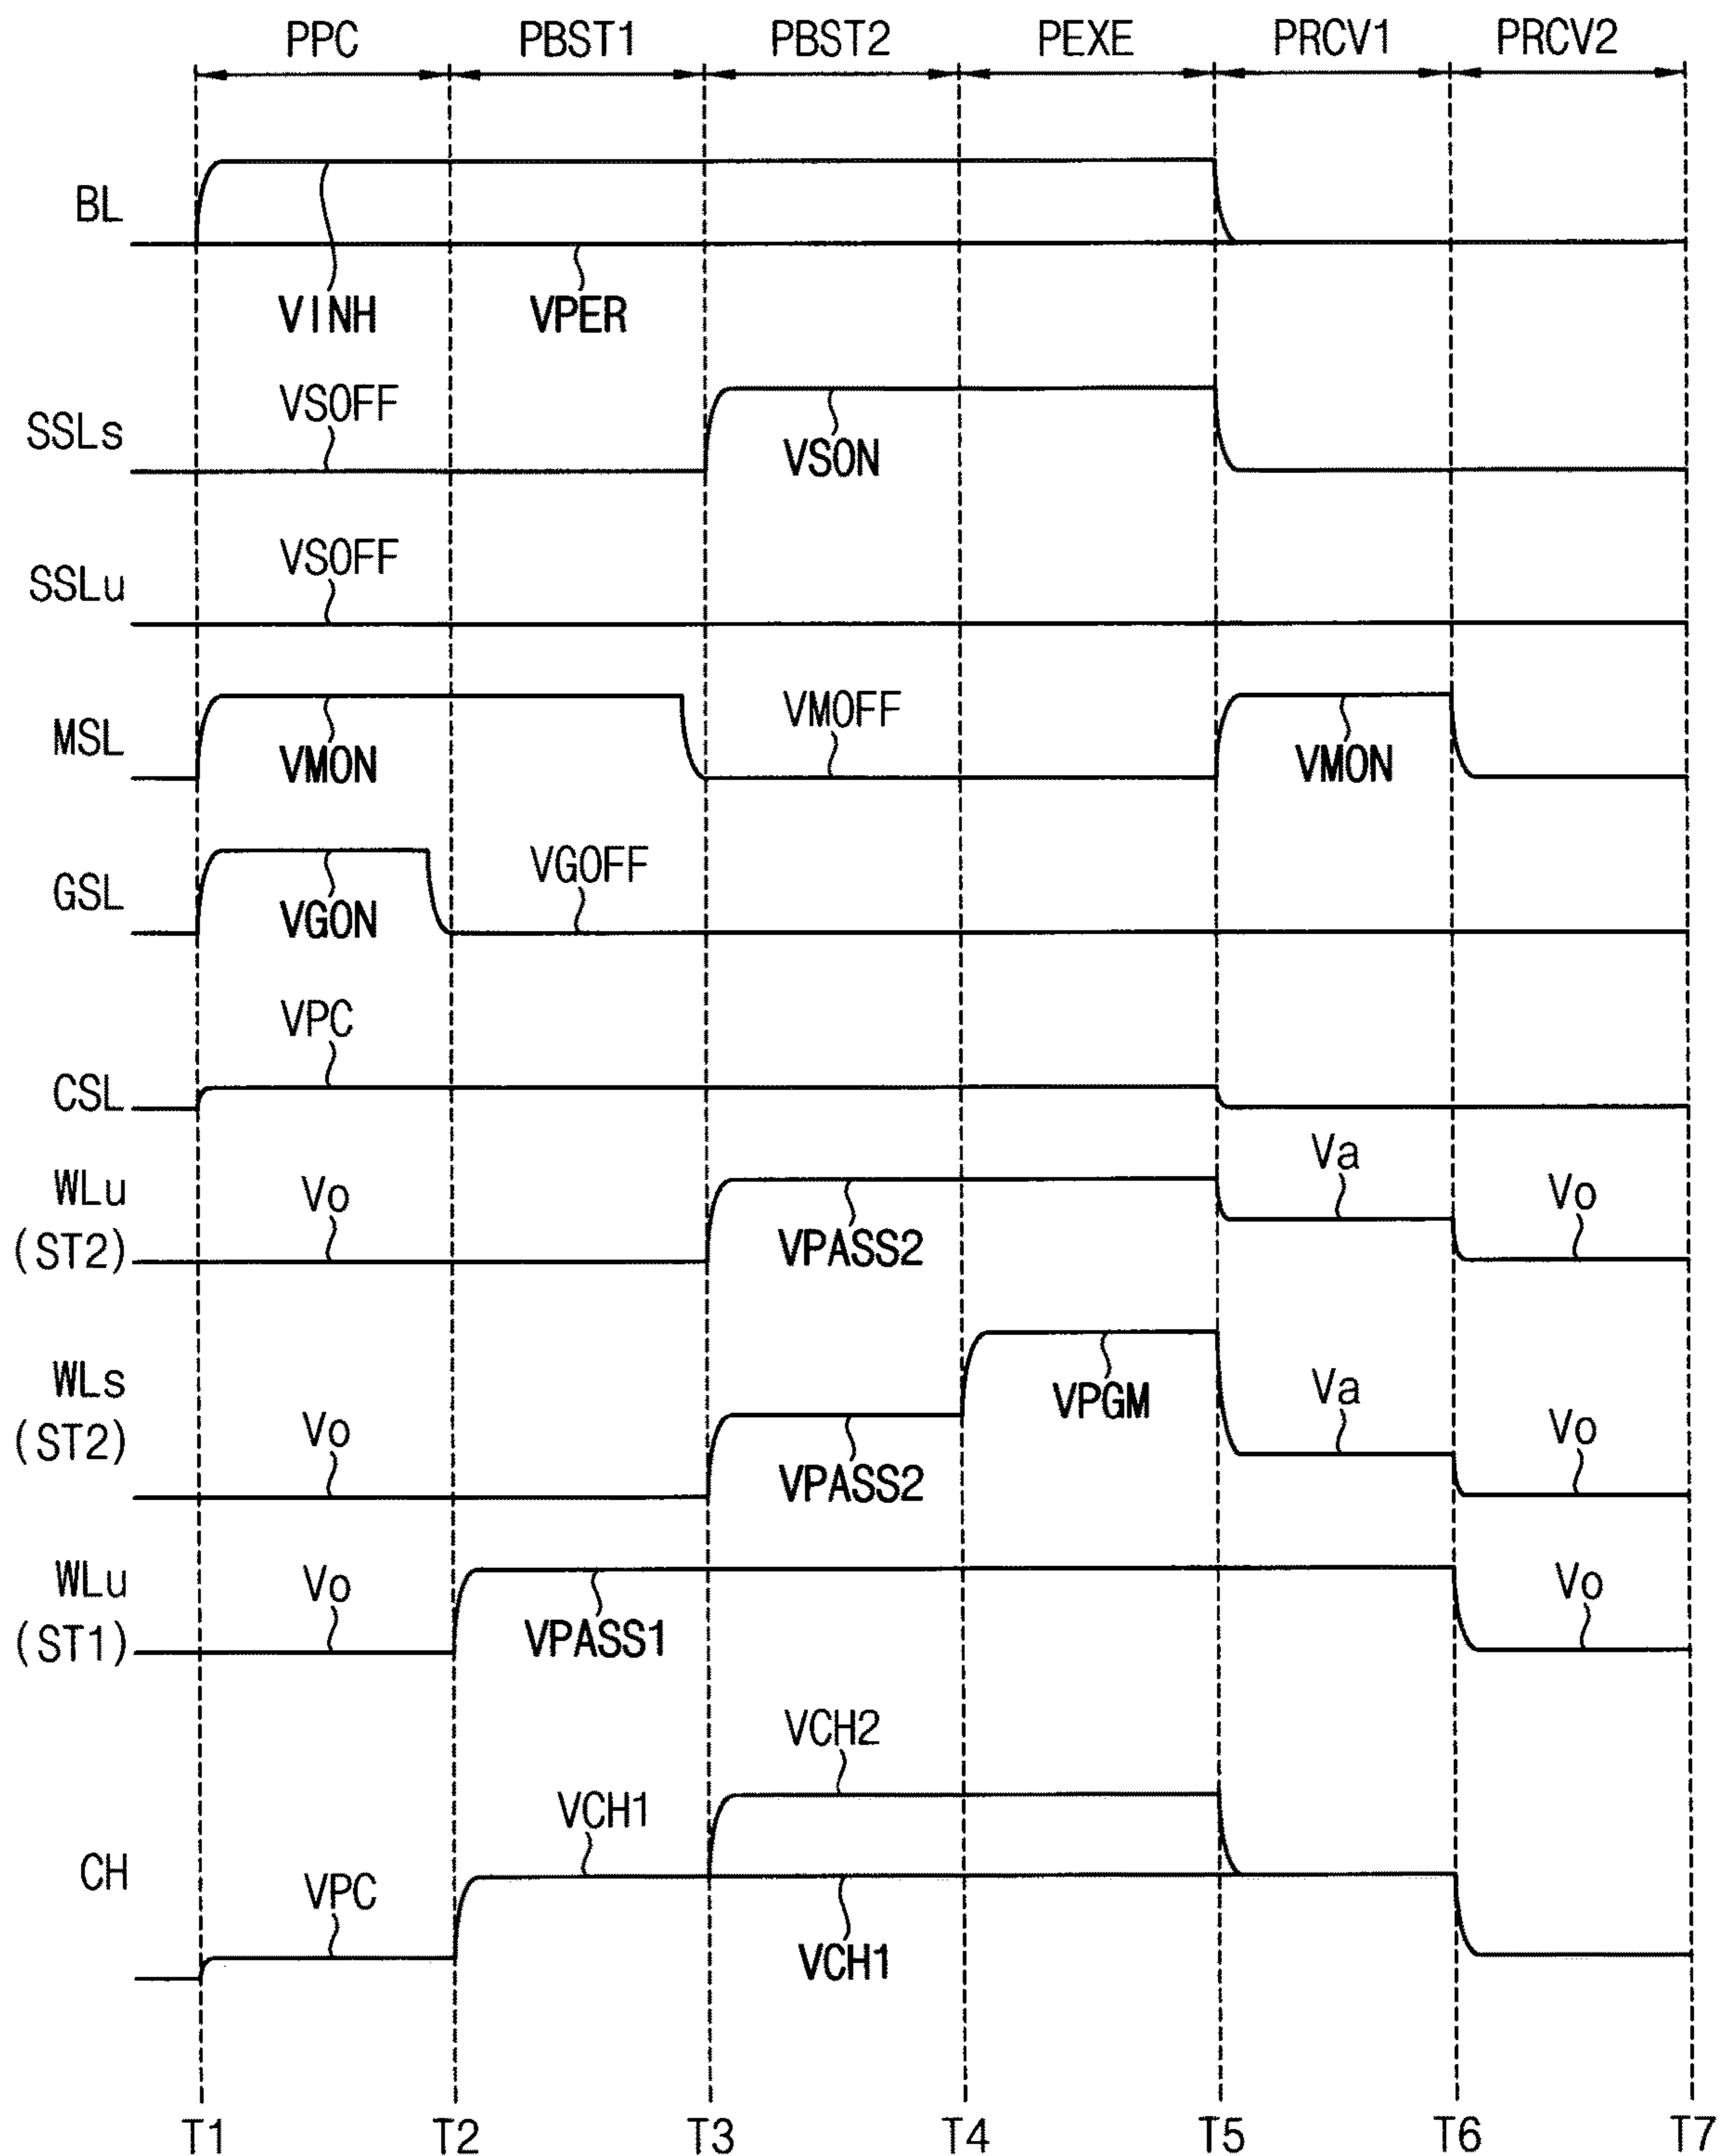 PPC PBST1 PBST2 PEXE PRCV1 PRCV2
BL
VINH VPER
SSLs VSOFF VSON
SSLu VSOFF
MSL VMON VMOFF VMON
GSL VGON VGOFF
CSL VPC
WLu
(ST2)
Vo VPASS2 Va Vo
WLs
(ST2)
Vo VPASS2 VPGM Va Vo
WLu
(ST1)
Vo VPASS1 Vo
CH
VPC VCH1 VCH2 VCH1
T1 T2 T3 T4 T5 T6 T7